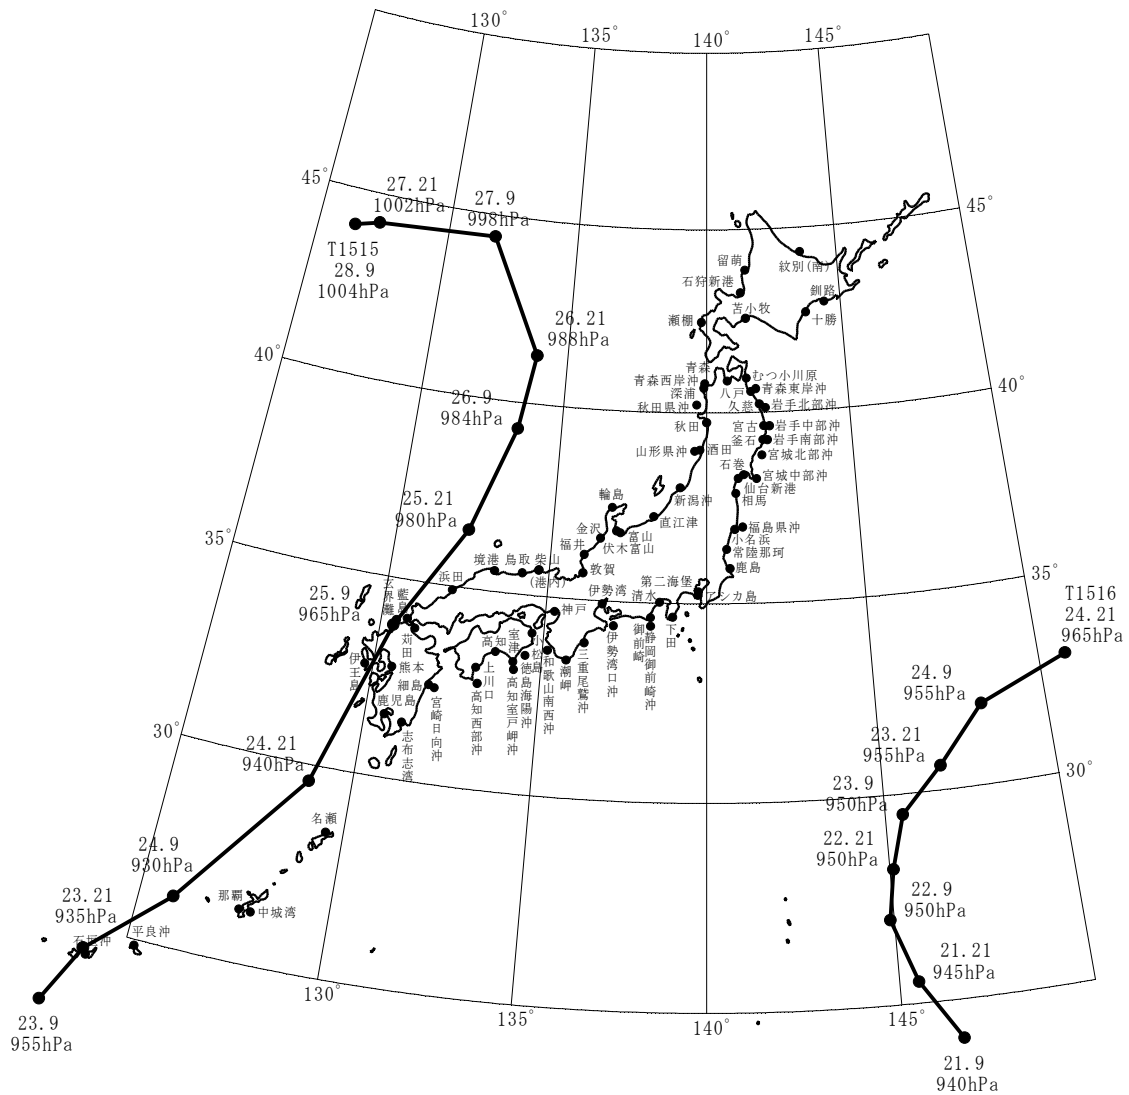 130°
135°
140°
145°
45°
27.21
1002hPa
27.9
998hPa
45°
T1515
28.9
1004hPa
留萌
紋別(南)
石狩新港
釧路
苫小牧
瀬棚
十勝
26.21
988hPa
40°
青森
むつ小川原
青森西岸沖
青森東岸沖
深浦
八戸
40°
26.9
984hPa
秋田県沖
久慈
岩手北部沖
秋田
宮古
岩手中部沖
釜石
岩手南部沖
山形県沖
酒田
宮城北部沖
石巻
宮城中部沖
仙台新港
相馬
25.21
980hPa
輪島
新潟沖
直江津
35°
金沢
富山
福島県沖
福井
伏木富山
小名浜
常陸那珂
境港
鳥取
柴山
(港内)
敦賀
鹿島
35°
浜田
玄界灘
藍島
25.9
965hPa
伊勢湾
第二海堡
清水
アシカ島
神戸
T1516
24.21
965hPa
苅田
高知
室津
小松島
御前崎
静岡御前崎沖
下田
伊王島
熊本
上川口
徳島海陽沖
和歌山南西沖
潮岬
三重尾鷲沖
伊勢湾口沖
細島
鹿児島
宮崎日向沖
高知西部沖
高知室戸岬沖
志布志湾
24.9
955hPa
30°
24.21
940hPa
23.21
955hPa
30°
23.9
950hPa
名瀬
24.9
930hPa
22.21
950hPa
23.21
935hPa
那覇
中城湾
22.9
950hPa
石垣沖
平良沖
21.21
945hPa
130°
135°
140°
145°
23.9
955hPa
21.9
940hPa